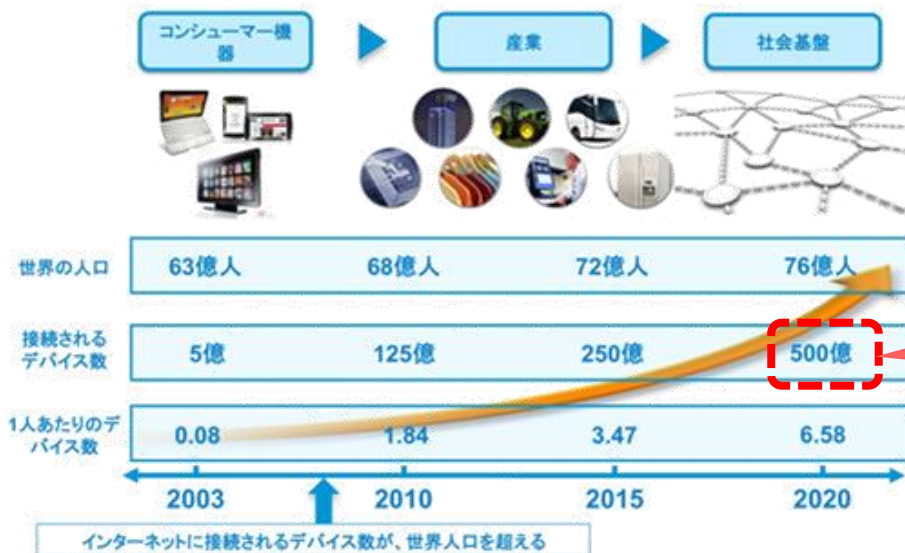 コンシューマー機
器
産業
社会基盤
世界の人口 63億人 68億人 72億人 76億人
接続される
デバイス数 5億 125億 250億 500億
1人あたりのデ
バイス数 0.08 1.84 3.47 6.58
2003 2010 2015 2020
インターネットに接続されるデバイス数が、世界人口を超える